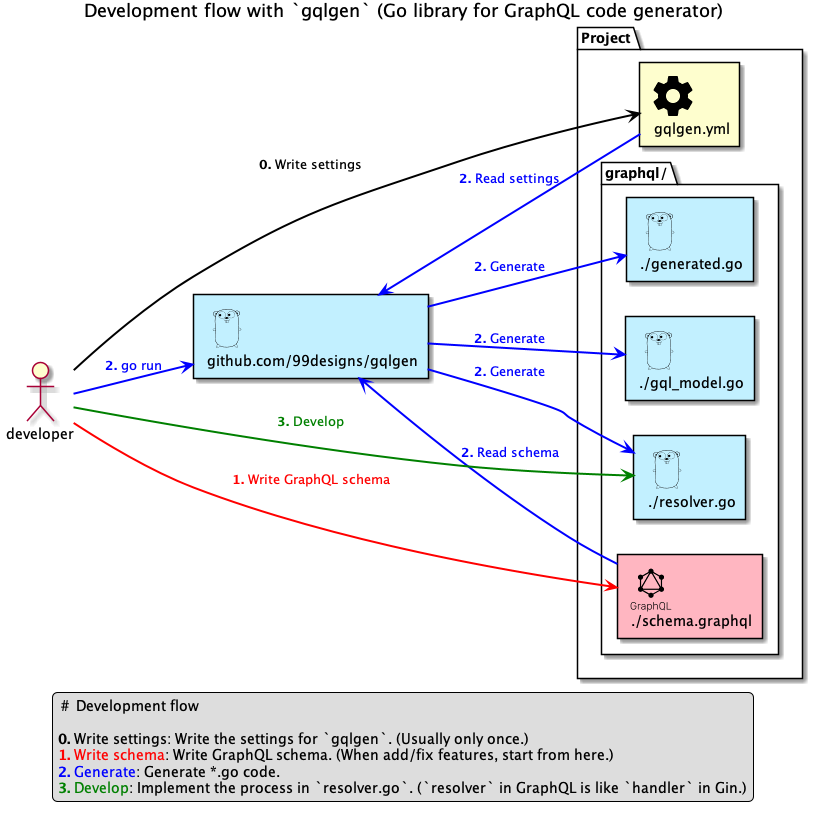 Development flow with `gqlgen` (Go library for GraphQL code generator)
Project
gqlgen.yml
0. Write settings
2. Read settings
graphql/
./generated.go
2. Generate
github.com/99designs/gqlgen
2. Generate
./gql_model.go
2. go run
2. Generate
developer
3. Develop
2. Read schema
./resolver.go
1. Write GraphQL schema
GraphQL
./schema.graphql
# Development flow
0. Write settings: Write the settings for `gqlgen`. (Usually only once.)
1. Write schema: Write GraphQL schema. (When add/fix features, start from here.)
2. Generate: Generate *.go code.
3. Develop: Implement the process in `resolver.go`. (`resolver` in GraphQL is like `handler` in Gin.)